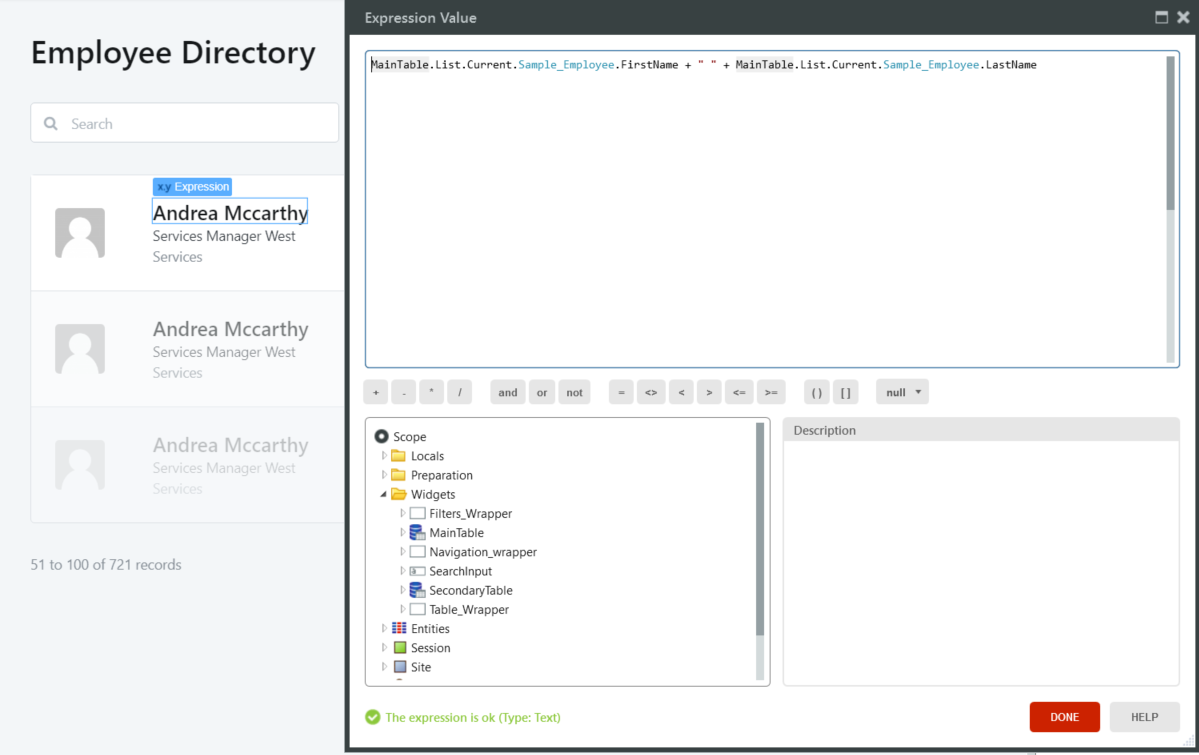 Employee Directory
Search
x.y Expression
Andrea Mccarthy
Services Manager West
Services
Andrea Mccarthy
Services Manager West
Services
Andrea Mccarthy
Services Manager West
Services
51 to 100 of 721 records
Expression Value
MainTable.List.Current.Sample_Employee.FirstName + " " + MainTable.List.Current.Sample_Employee.LastName
+ - * / and or not = <> < > <= >= ( ) [ ] null
Scope
Locals
Preparation
Widgets
Filters_Wrapper
MainTable
Navigation_wrapper
SearchInput
SecondaryTable
Table_Wrapper
Entities
Session
Site
Description
The expression is ok (Type: Text)
DONE
HELP